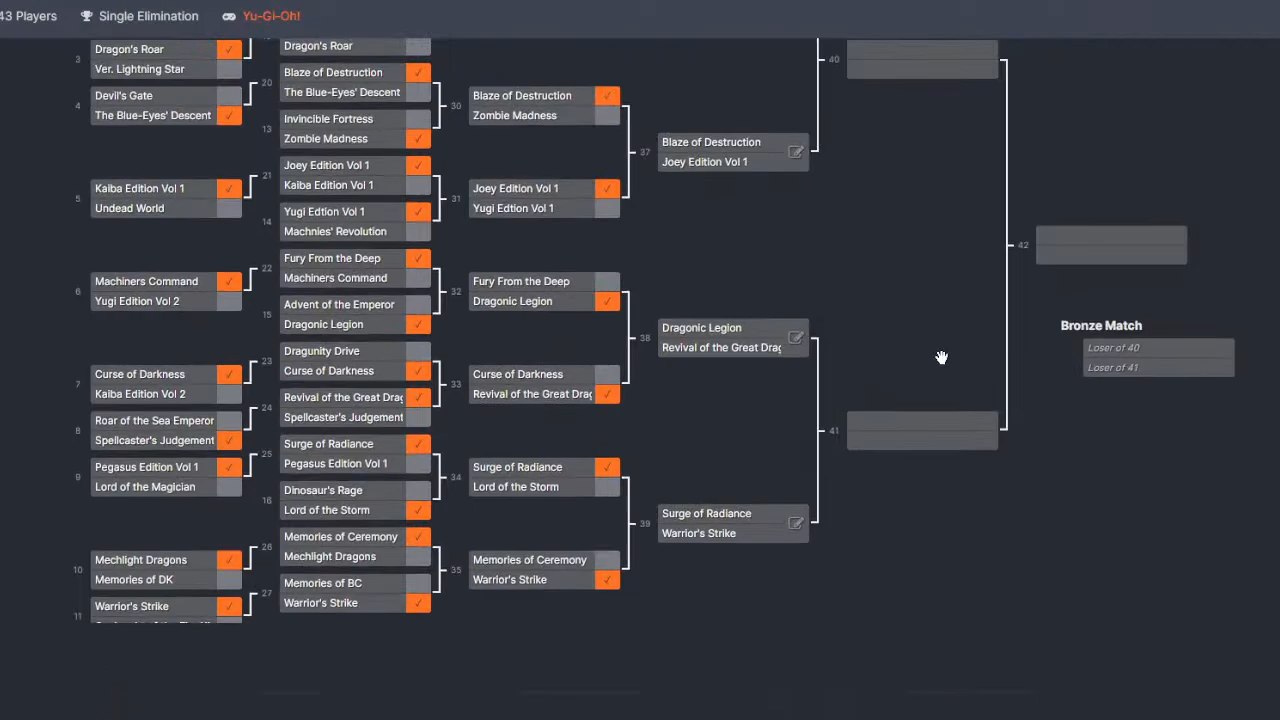 43 Players
Single Elimination
Yu-Gi-Oh!
3
Dragon's Roar
Ver. Lightning Star
4
Devil's Gate
The Blue-Eyes' Descent
5
Kaiba Edition Vol 1
Undead World
6
Machiners Command
Yugi Edition Vol 2
7
Curse of Darkness
Kaiba Edition Vol 2
8
Roar of the Sea Emperor
Spellcaster's Judgement
9
Pegasus Edition Vol 1
Lord of the Magician
10
Mechlight Dragons
Memories of DK
11
Warrior's Strike
Dragon's Roar
20
Blaze of Destruction
The Blue-Eyes' Descent
13
Invincible Fortress
Zombie Madness
21
Joey Edition Vol 1
Kaiba Edition Vol 1
14
Yugi Edtion Vol 1
Machnies' Revolution
22
Fury From the Deep
Machiners Command
15
Advent of the Emperor
Dragonic Legion
23
Dragunity Drive
Curse of Darkness
24
Revival of the Great Drag
Spellcaster's Judgement
25
Surge of Radiance
Pegasus Edition Vol 1
16
Dinosaur's Rage
Lord of the Storm
26
Memories of Ceremony
Mechlight Dragons
27
Memories of BC
Warrior's Strike
30
Blaze of Destruction
Zombie Madness
31
Joey Edition Vol 1
Yugi Edtion Vol 1
32
Fury From the Deep
Dragonic Legion
33
Curse of Darkness
Revival of the Great Drag
34
Surge of Radiance
Lord of the Storm
35
Memories of Ceremony
Warrior's Strike
37
Blaze of Destruction
Joey Edition Vol 1
38
Dragonic Legion
Revival of the Great Drag
39
Surge of Radiance
Warrior's Strike
40
41
42
Bronze Match
Loser of 40
Loser of 41